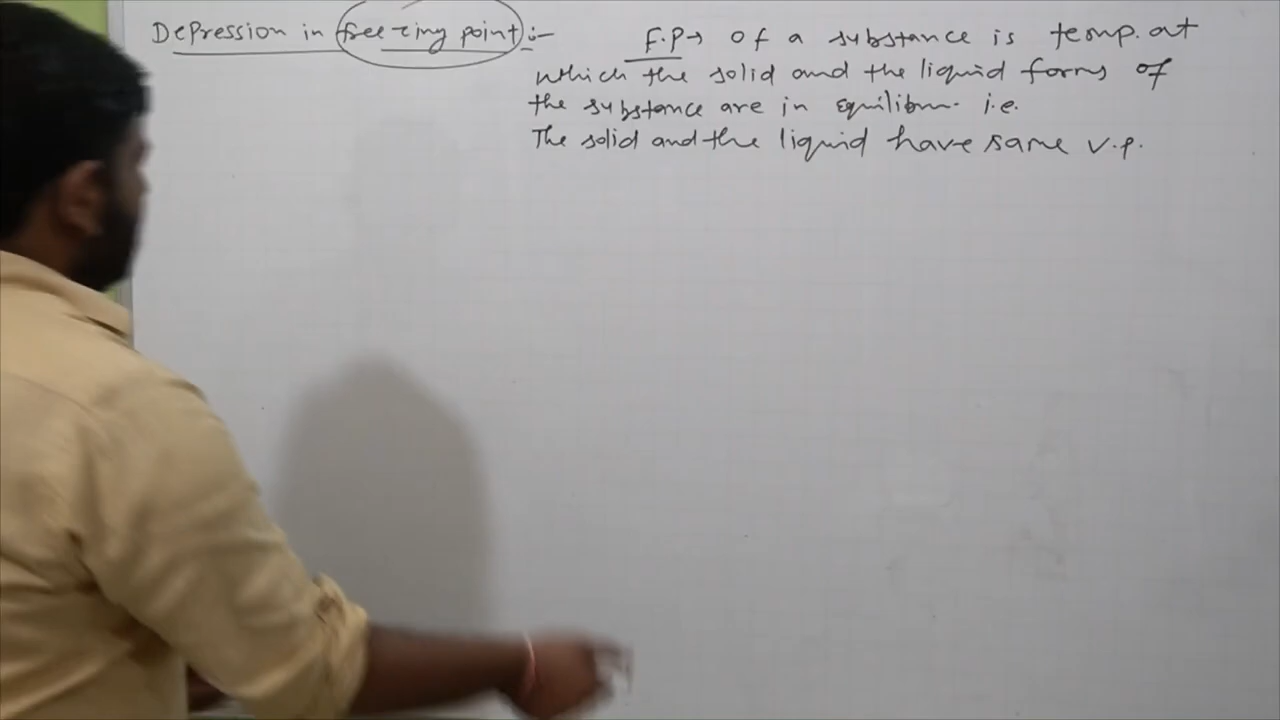 Depression in freezing point :-
F.P → of a substance is temp. at
which the solid and the liquid forms of
the substance are in Equilibm. i.e.
The solid and the liquid have same v.p.